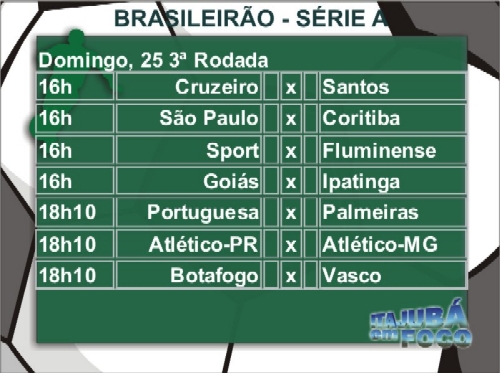 BRASILEIRÃO - SÉRIE A
Domingo, 25 3ª Rodada
16h Cruzeiro x Santos
16h São Paulo x Coritiba
16h Sport x Fluminense
16h Goiás x Ipatinga
18h10 Portuguesa x Palmeiras
18h10 Atlético-PR x Atlético-MG
18h10 Botafogo x Vasco
ITAJUBÁ
EM FOCO